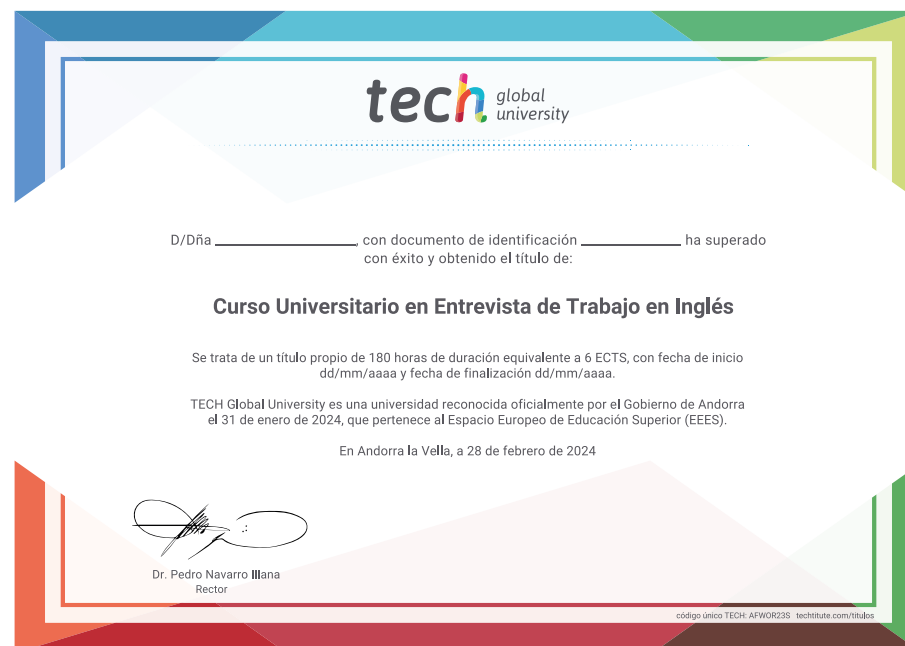 tech global university
D/Dña ____________________, con documento de identificación ______________ ha superado
con éxito y obtenido el título de:
Curso Universitario en Entrevista de Trabajo en Inglés
Se trata de un título propio de 180 horas de duración equivalente a 6 ECTS, con fecha de inicio
dd/mm/aaaa y fecha de finalización dd/mm/aaaa.
TECH Global University es una universidad reconocida oficialmente por el Gobierno de Andorra
el 31 de enero de 2024, que pertenece al Espacio Europeo de Educación Superior (EEES).
En Andorra la Vella, a 28 de febrero de 2024
Dr. Pedro Navarro Illana
Rector
código único TECH: AFWOR23S techtitute.com/titulos